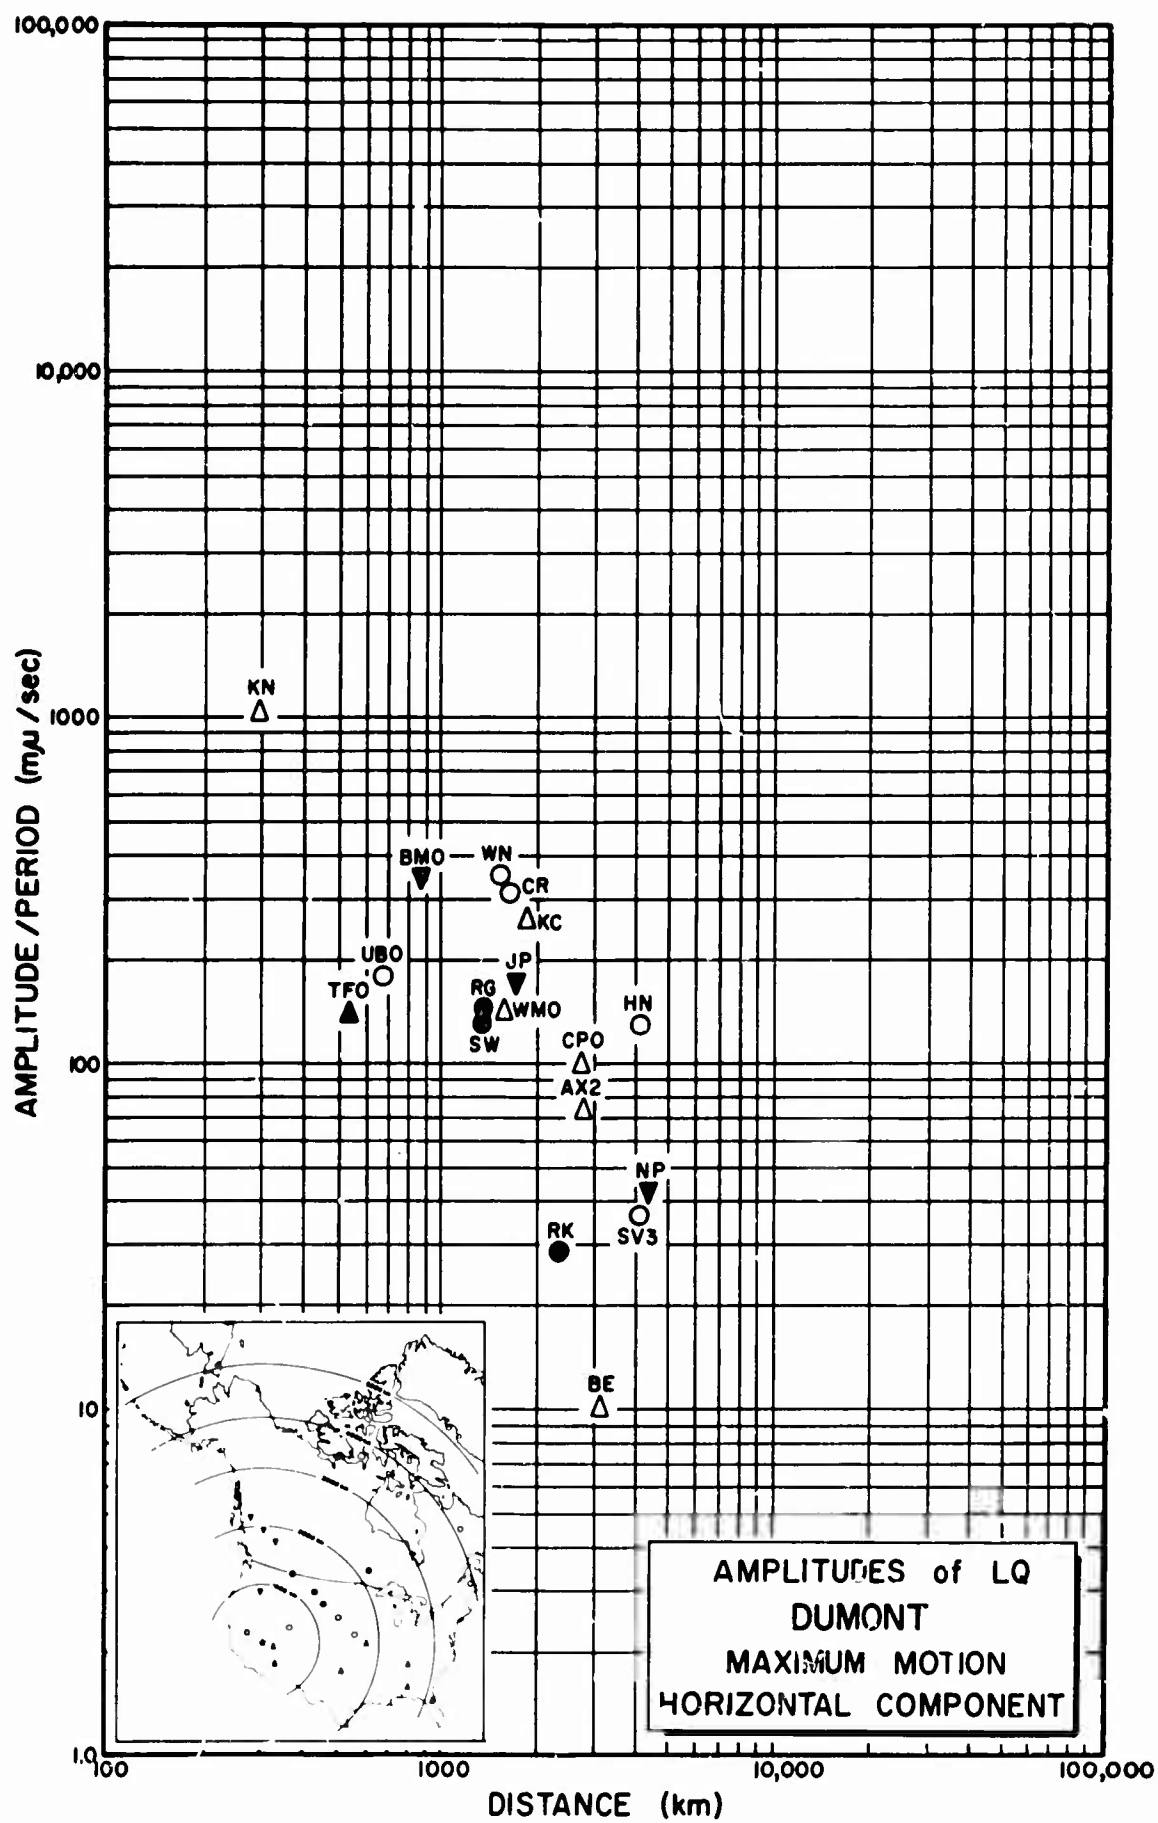 100,000
10,000
1000
100
10
1.0
AMPLITUDE/PERIOD (mμ/sec)
KN
BMO
WN
CR
KC
UBO
JP
TFO
RG
WMO
HN
SW
CPO
AX2
NP
RK
SV3
BE
AMPLITUDES of LQ
DUMONT
MAXIMUM MOTION
HORIZONTAL COMPONENT
100
1000
10,000
100,000
DISTANCE (km)